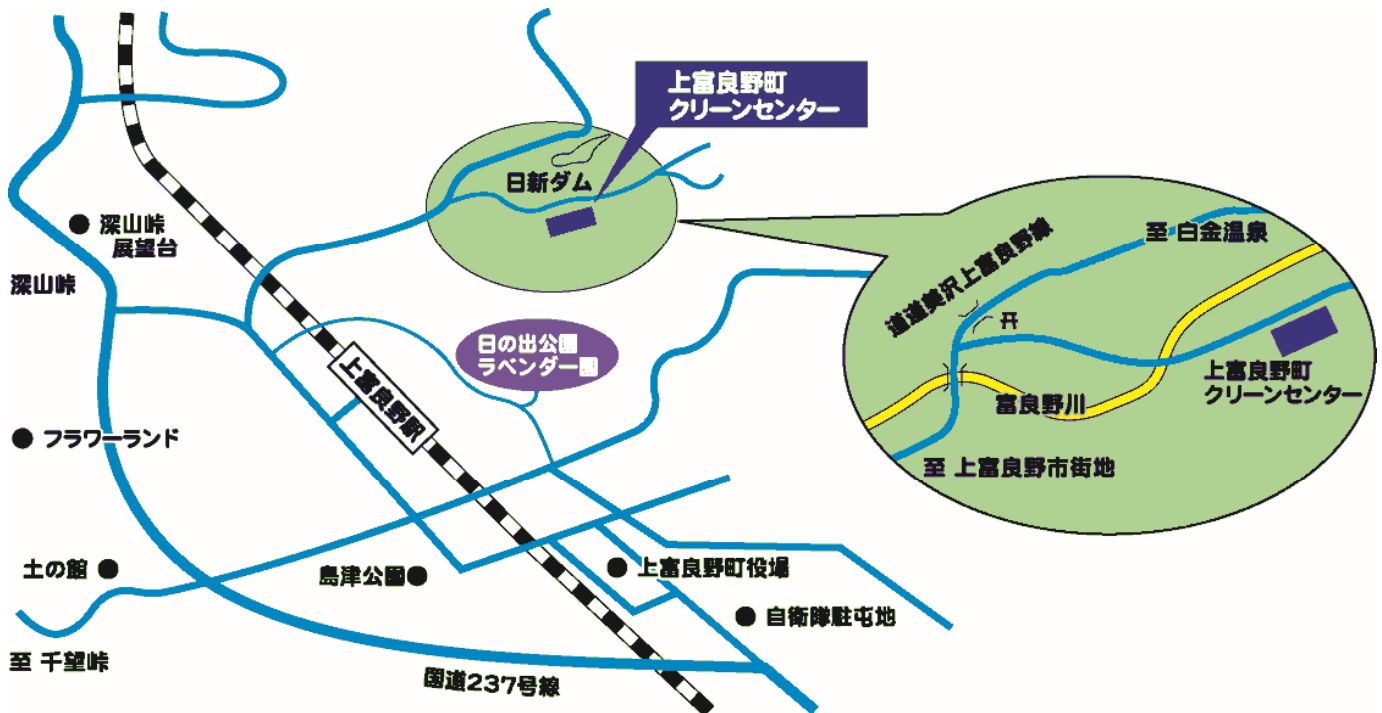 上富良野町
クリーンセンター
日新ダム
深山峠
展望台
深山峠
日の出公園
ラベンダー園
上富良野駅
フラワーランド
土の館
島津公園
上富良野町役場
自衛隊駐屯地
至 千望峠
国道237号線
至 白金温泉
道道美沢上富良野線
上富良野町
クリーンセンター
富良野川
至 上富良野市街地